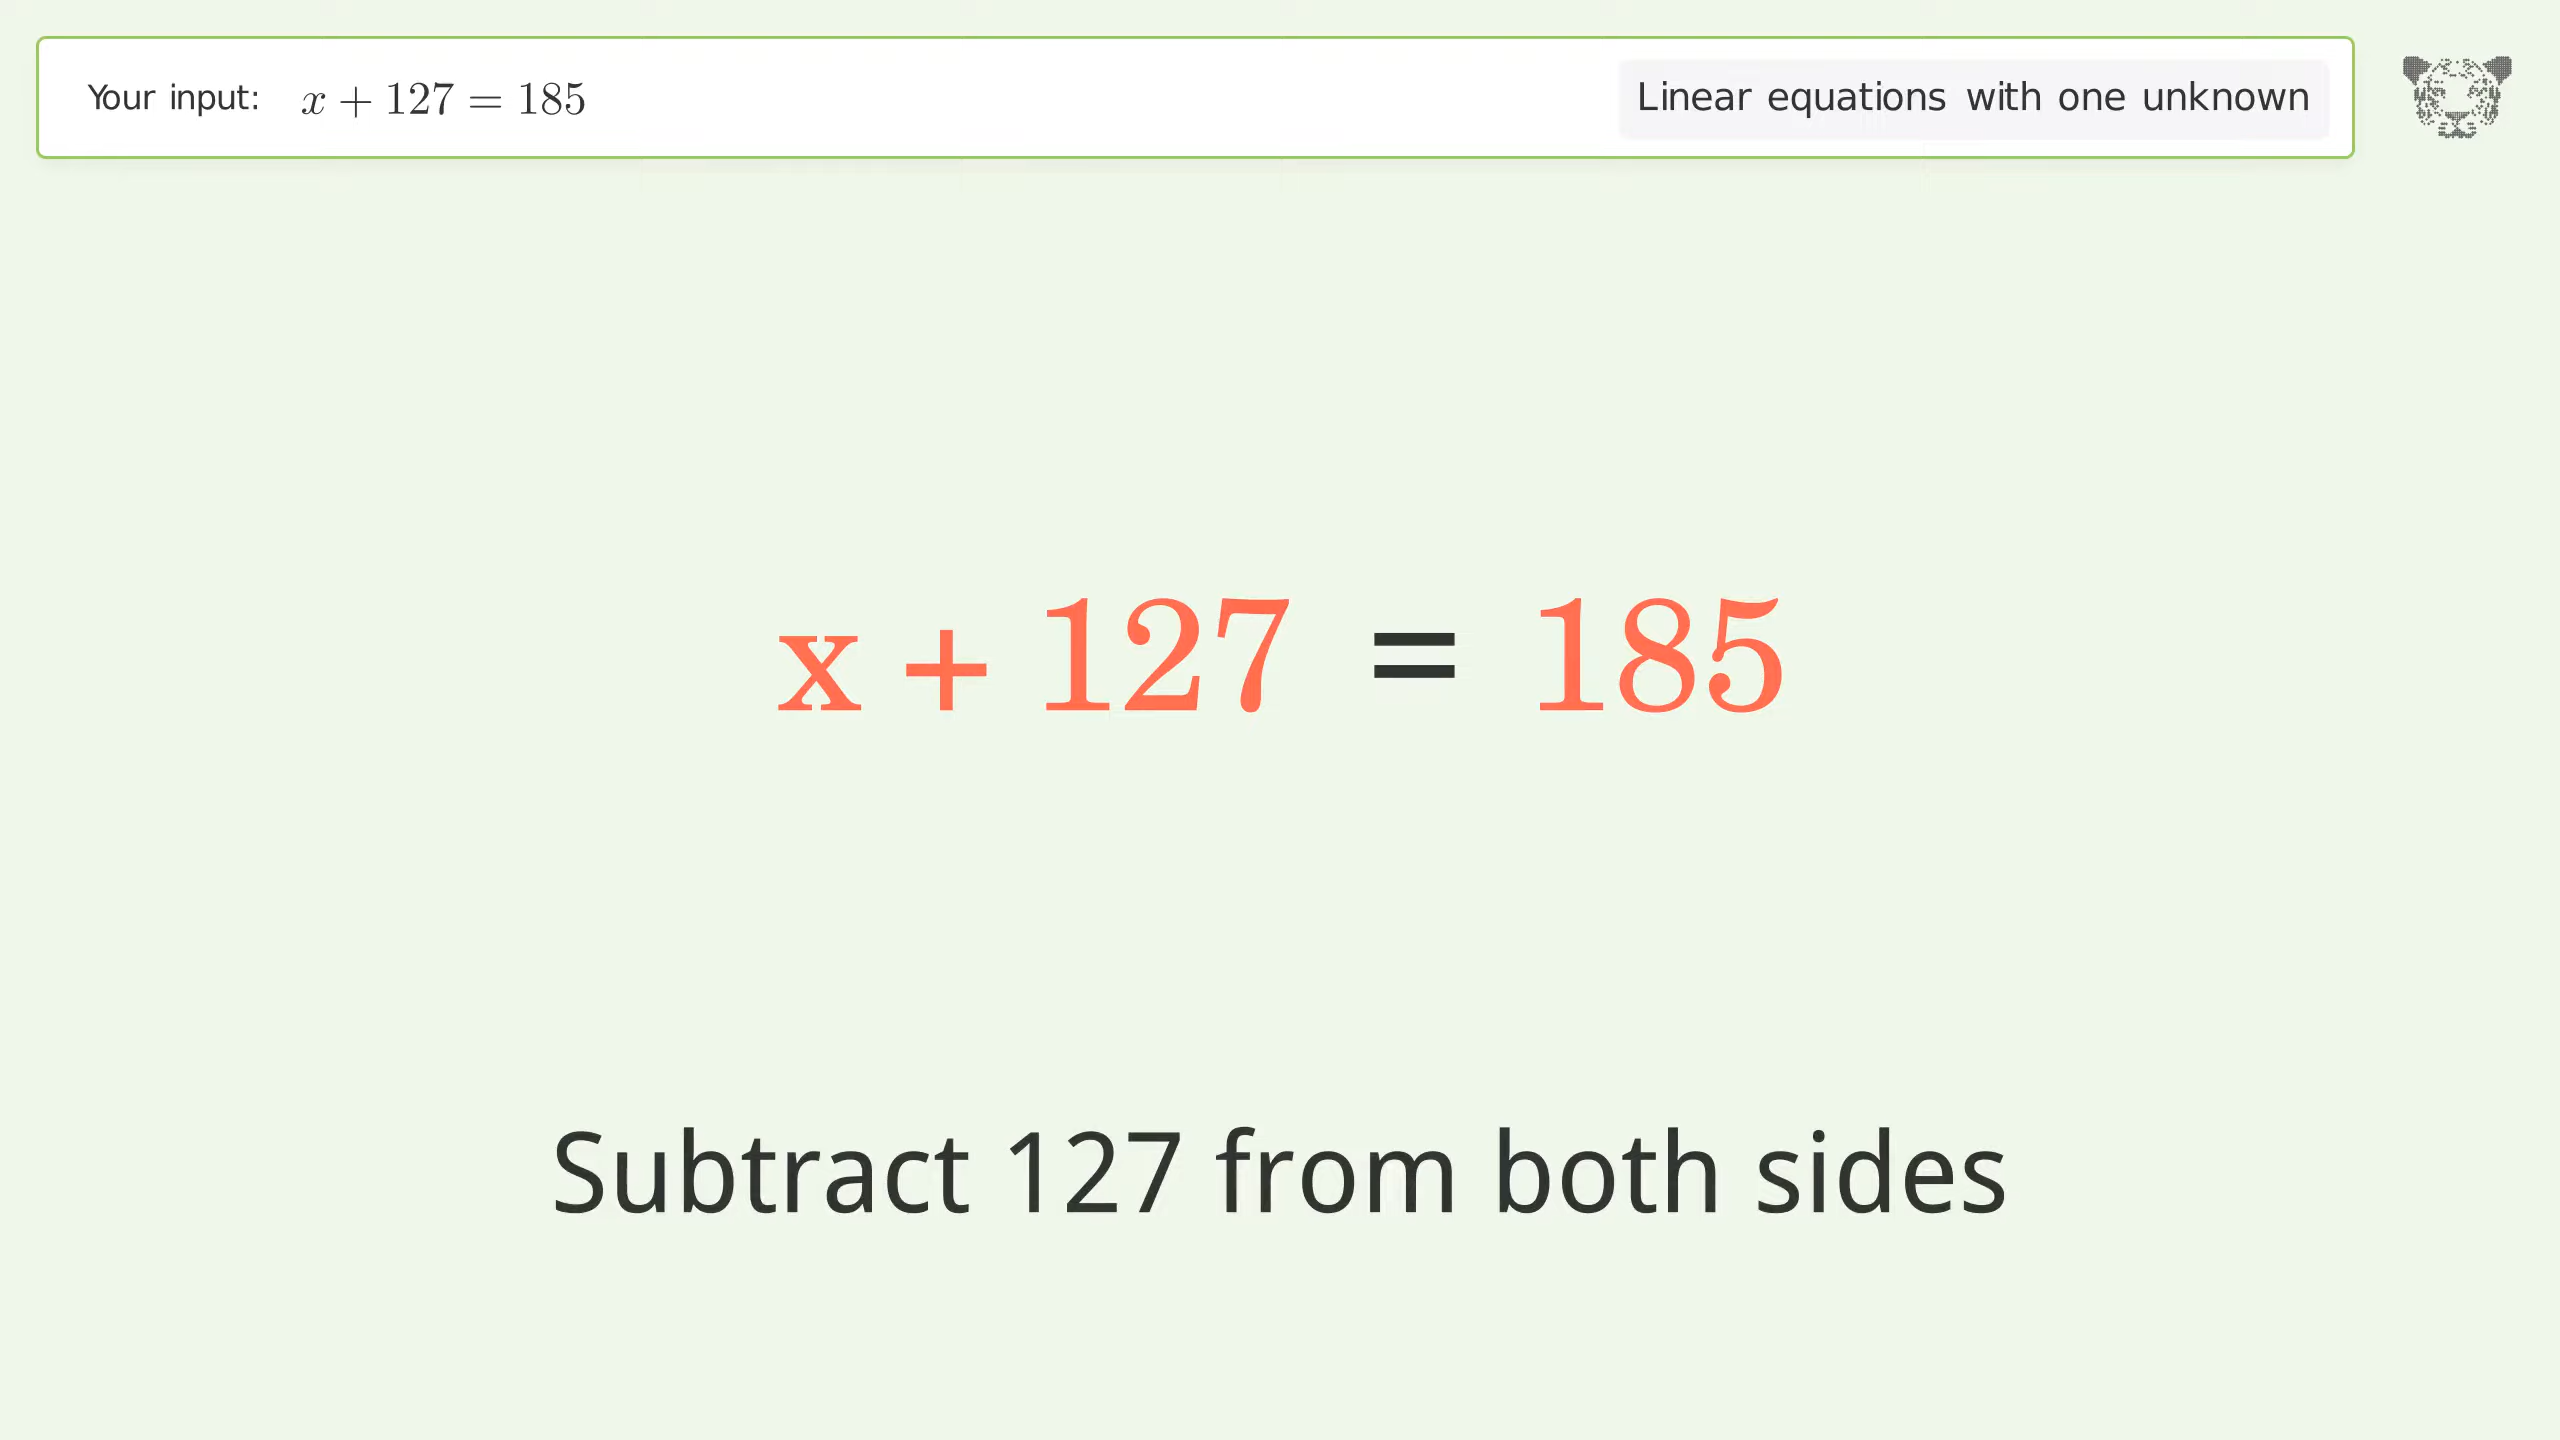 Your input: x + 127 = 185
Linear equations with one unknown
x + 127 = 185
Subtract 127 from both sides